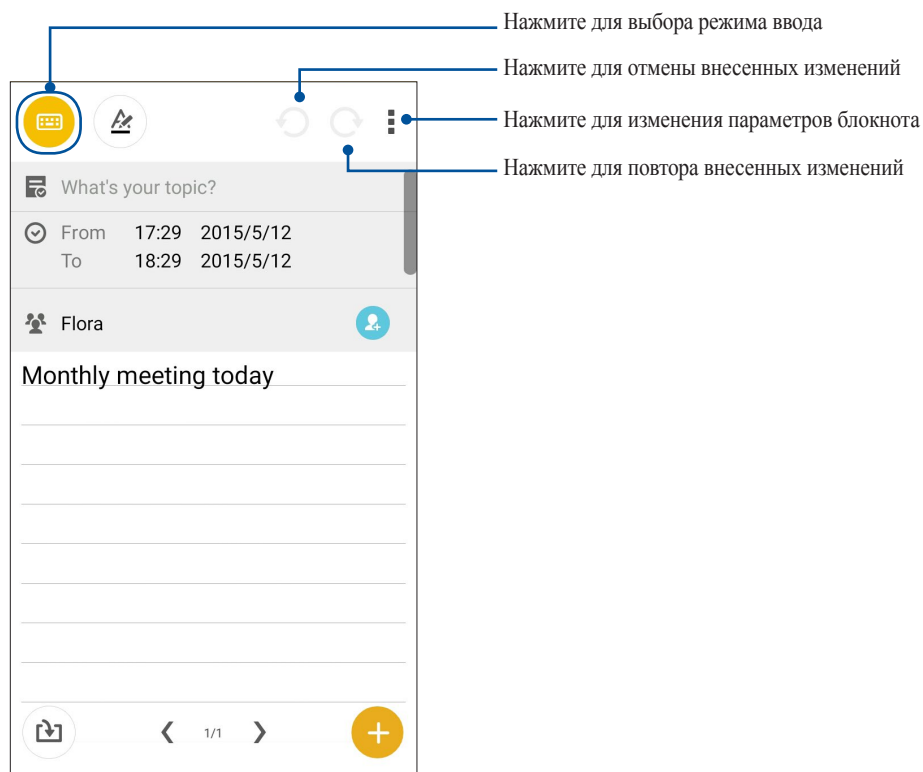 Нажмите для выбора режима ввода
Нажмите для отмены внесенных изменений
Нажмите для изменения параметров блокнота
Нажмите для повтора внесенных изменений
What's your topic?
From 17:29 2015/5/12
To 18:29 2015/5/12
Flora
Monthly meeting today
1/1